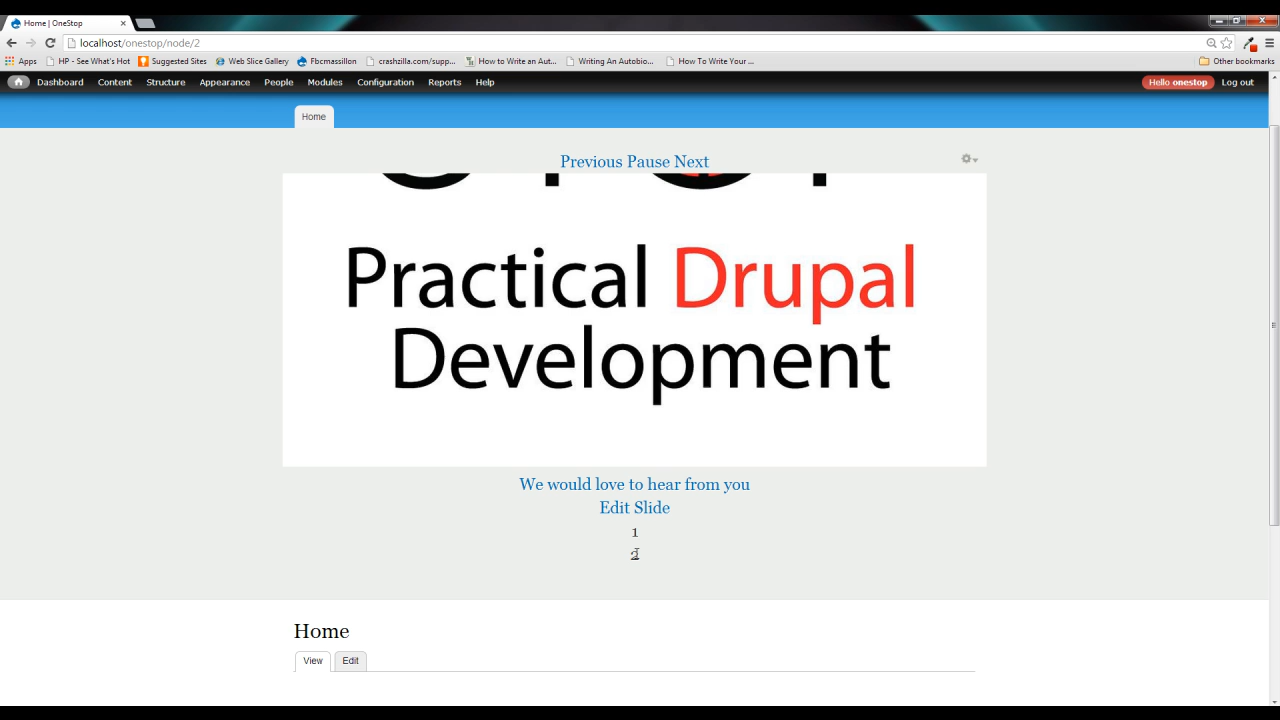 Home | OneStop
localhost/onestop/node/2
Apps HP - See What's Hot Suggested Sites Web Slice Gallery Fbcmassillon crashzilla.com/supp... How to Write an Aut... Writing An Autobio... How To Write Your ... Other bookmarks
Dashboard Content Structure Appearance People Modules Configuration Reports Help Hello onestop Log out
Home
Previous Pause Next
Practical Drupal
Development
We would love to hear from you
Edit Slide
1
2
Home
View Edit